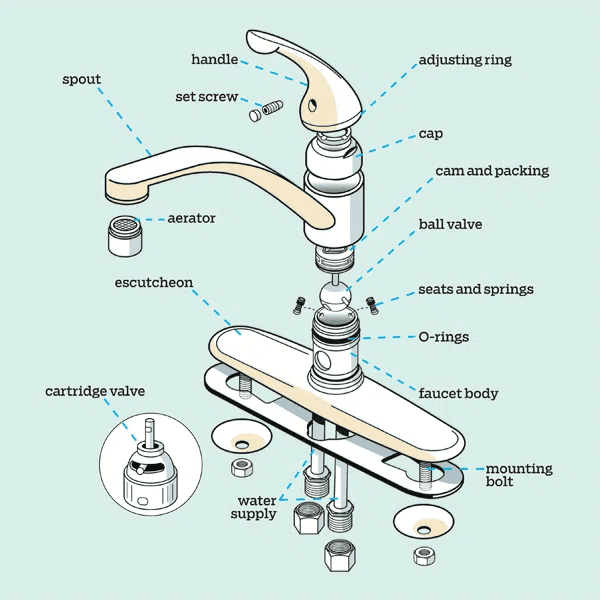 handle
adjusting ring
spout
set screw
cap
cam and packing
aerator
ball valve
escutcheon
seats and springs
O-rings
cartridge valve
faucet body
mounting
bolt
water
supply